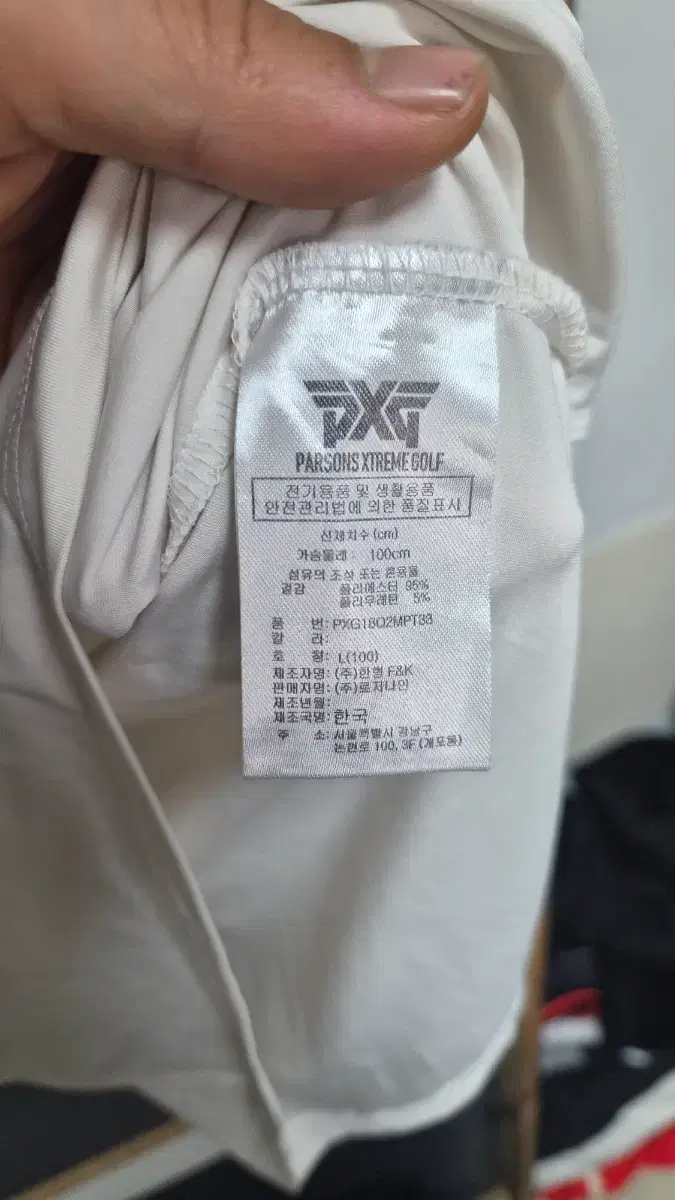 PXG
PARSONS XTREME GOLF
전기용품 및 생활용품
안전관리법에 의한 품질표시
신체치수 (cm)
가슴둘레 : 100cm
섬유의 조성 또는 혼용율
겉감 폴리에스터 95%
폴리우레탄 5%
품 번: PXG18O2MPT33
칼 라:
호 칭: L(100)
제조자명: (주)한형 F&K
판매자명: (주)로저나인
제조년월:
제조국명: 한국
주 소: 서울특별시 강남구
논현로 100, 3F (개포동)